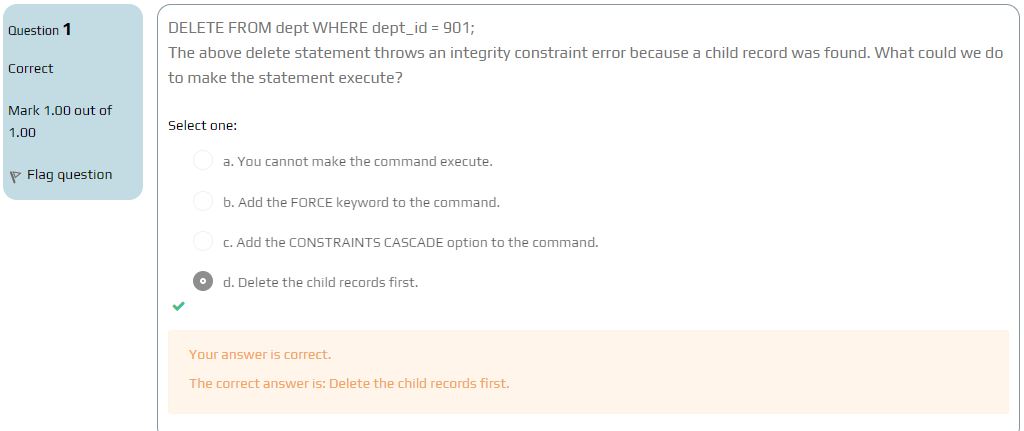 Question 1
Correct
Mark 1.00 out of
1.00
Flag question
DELETE FROM dept WHERE dept_id = 901;
The above delete statement throws an integrity constraint error because a child record was found. What could we do
to make the statement execute?
Select one:
a. You cannot make the command execute.
b. Add the FORCE keyword to the command.
c. Add the CONSTRAINTS CASCADE option to the command.
d. Delete the child records first.
Your answer is correct.
The correct answer is: Delete the child records first.